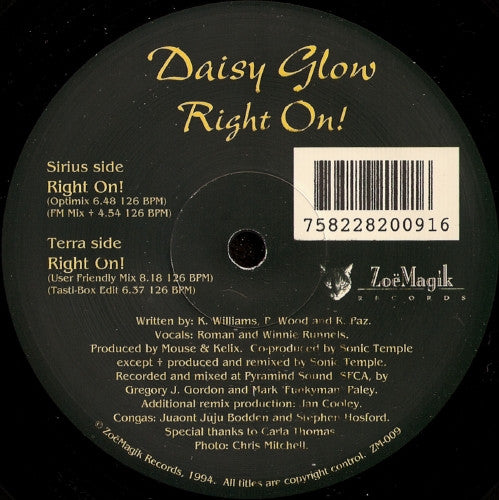 Daisy Glow
Right On!
Sirius side
Right On!
(Optimix 6.48 126 BPM)
(FM Mix + 4.54 126 BPM)
Terra side
Right On!
(User Friendly Mix 8.18 126 BPM)
(Tasti-Box Edit 6.37 126 BPM)
758228200916
ZoëMagik
RECORDS
Written by: K. Williams, P. Wood and R. Paz.
Vocals: Roman and Winnie Runnels.
Produced by Mouse & Kelix. Co-produced by Sonic Temple
except + produced and remixed by Sonic Temple.
Recorded and mixed at Pyramind Sound, SFCA, by
Gregory J. Gordon and Mark "Funkyman" Paley.
Additional remix production: Jan Cooley.
Congas: Juaont Juju Bodden and Stephen Hosford.
Special thanks to Carla Thomas
Photo: Chris Mitchell.
© ZoëMagik Records, 1994. All titles are copyright control. ZM-009